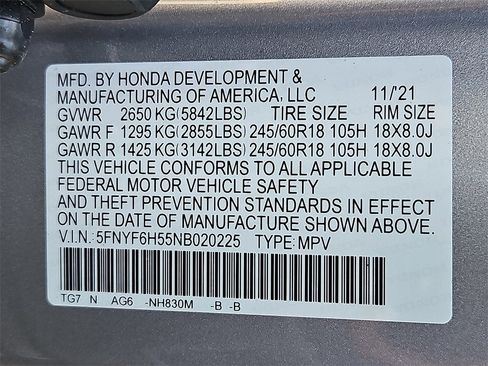 MFD. BY HONDA DEVELOPMENT &
MANUFACTURING OF AMERICA, LLC 11/'21
GVWR 2650 KG(5842LBS) TIRE SIZE RIM SIZE
GAWR F 1295 KG(2855LBS) 245/60R18 105H 18X8.0J
GAWR R 1425 KG(3142LBS) 245/60R18 105H 18X8.0J
THIS VEHICLE CONFORMS TO ALL APPLICABLE
FEDERAL MOTOR VEHICLE SAFETY
AND THEFT PREVENTION STANDARDS IN EFFECT
ON THE DATE OF MANUFACTURE SHOWN ABOVE.
V.I.N.: 5FNYF6H55NB020225 TYPE: MPV
TG7 N AG6 -NH830M -B -B